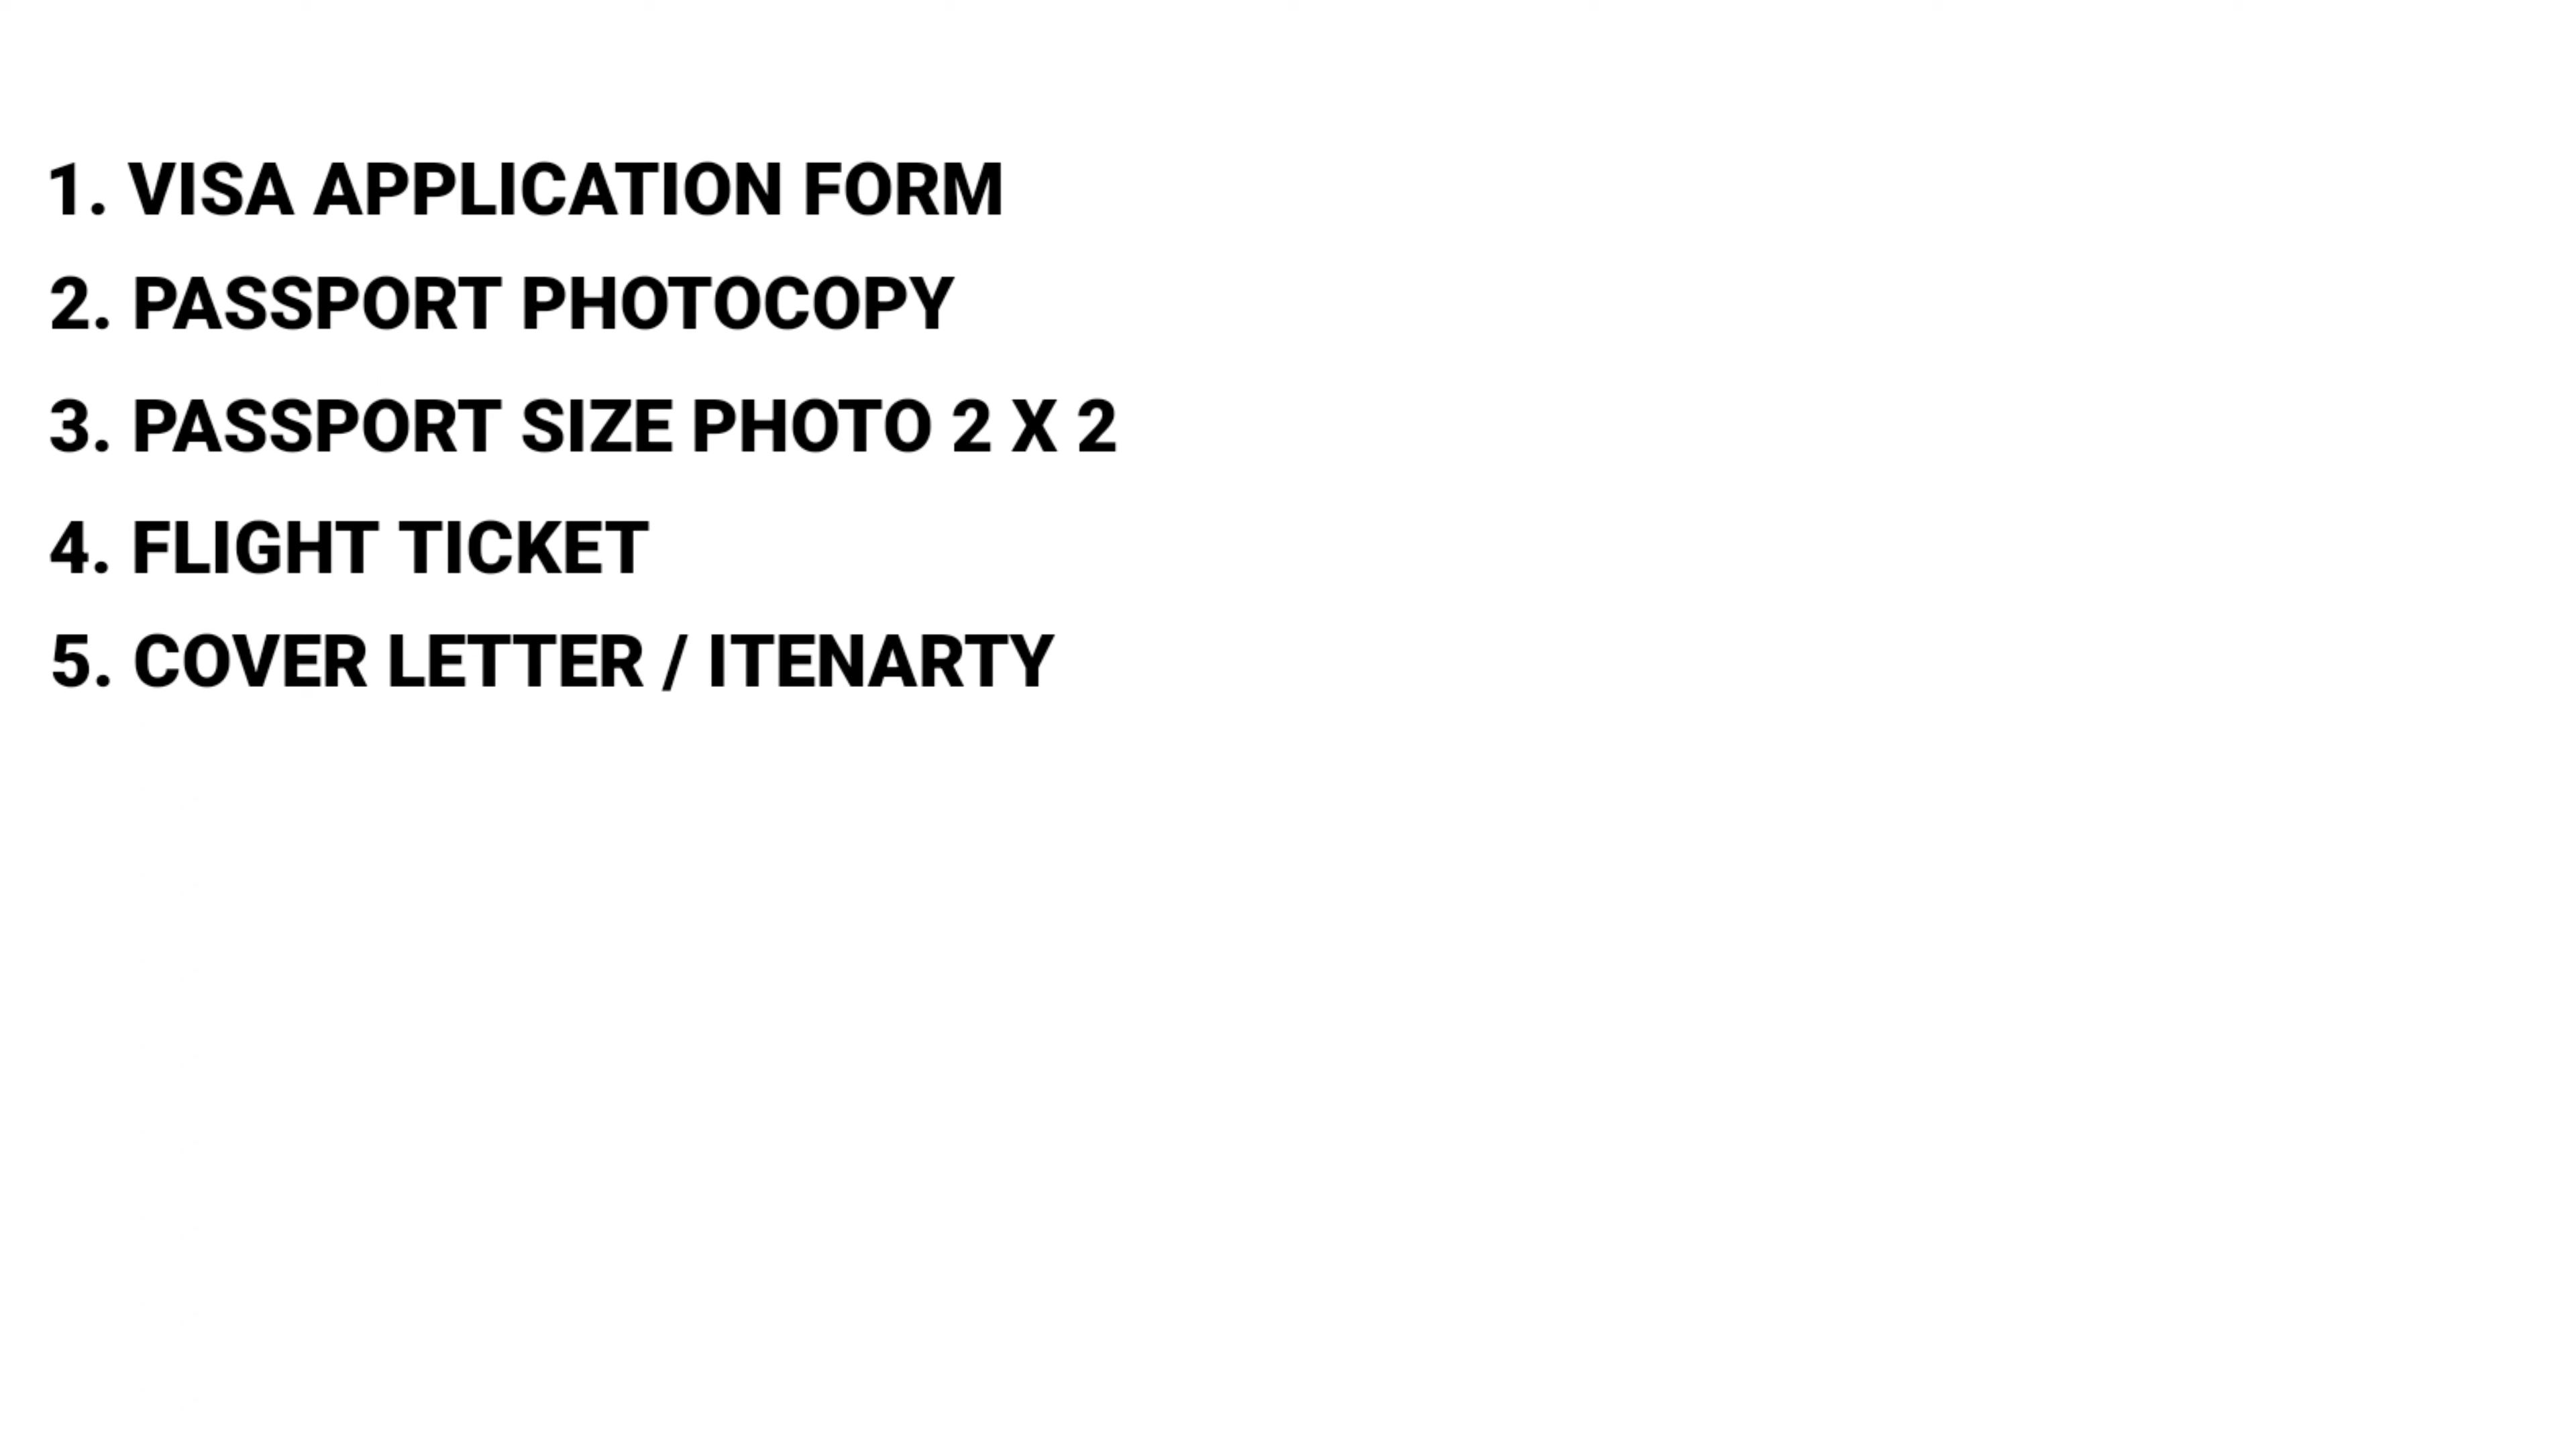 1. VISA APPLICATION FORM
2. PASSPORT PHOTOCOPY
3. PASSPORT SIZE PHOTO 2 X 2
4. FLIGHT TICKET
5. COVER LETTER / ITENARTY